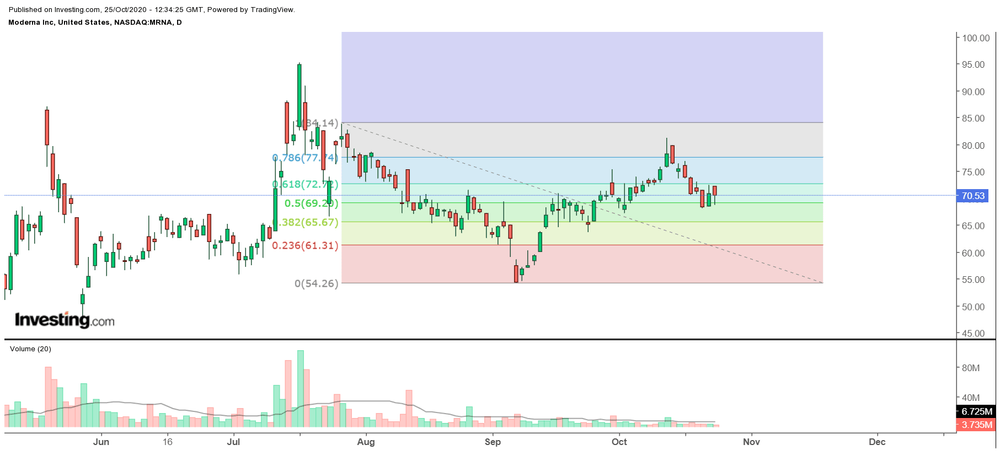 Published on Investing.com, 25/Oct/2020 - 12:34:25 GMT, Powered by TradingView.
Moderna Inc, United States, NASDAQ:MRNA, D
100.00
95.00
90.00
85.00
80.00
75.00
70.53
65.00
60.00
55.00
50.00
45.00
1(84.14)
0.786(77.74)
0.618(72.72)
0.5(69.20)
0.382(65.67)
0.236(61.31)
0(54.26)
Investing.com
Volume (20)
80M
40M
6.725M
3.735M
Jun 16 Jul Aug Sep Oct Nov Dec